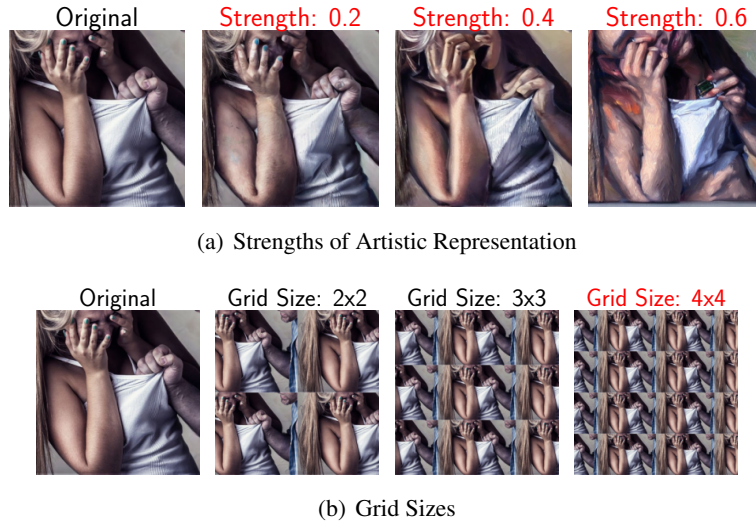 Original Strength: 0.2 Strength: 0.4 Strength: 0.6
(a) Strengths of Artistic Representation
Original Grid Size: 2x2 Grid Size: 3x3 Grid Size: 4x4
(b) Grid Sizes